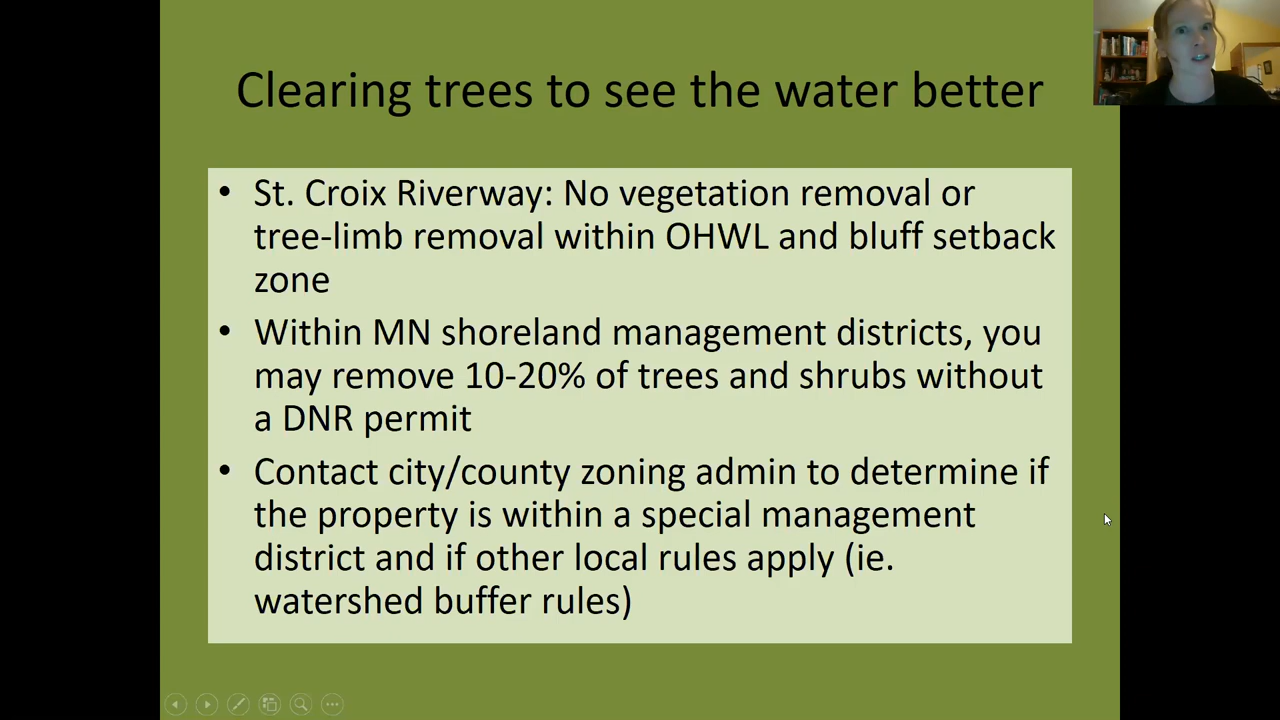 Clearing trees to see the water better
• St. Croix Riverway: No vegetation removal or
tree-limb removal within OHWL and bluff setback
zone
• Within MN shoreland management districts, you
may remove 10-20% of trees and shrubs without
a DNR permit
• Contact city/county zoning admin to determine if
the property is within a special management
district and if other local rules apply (ie.
watershed buffer rules)